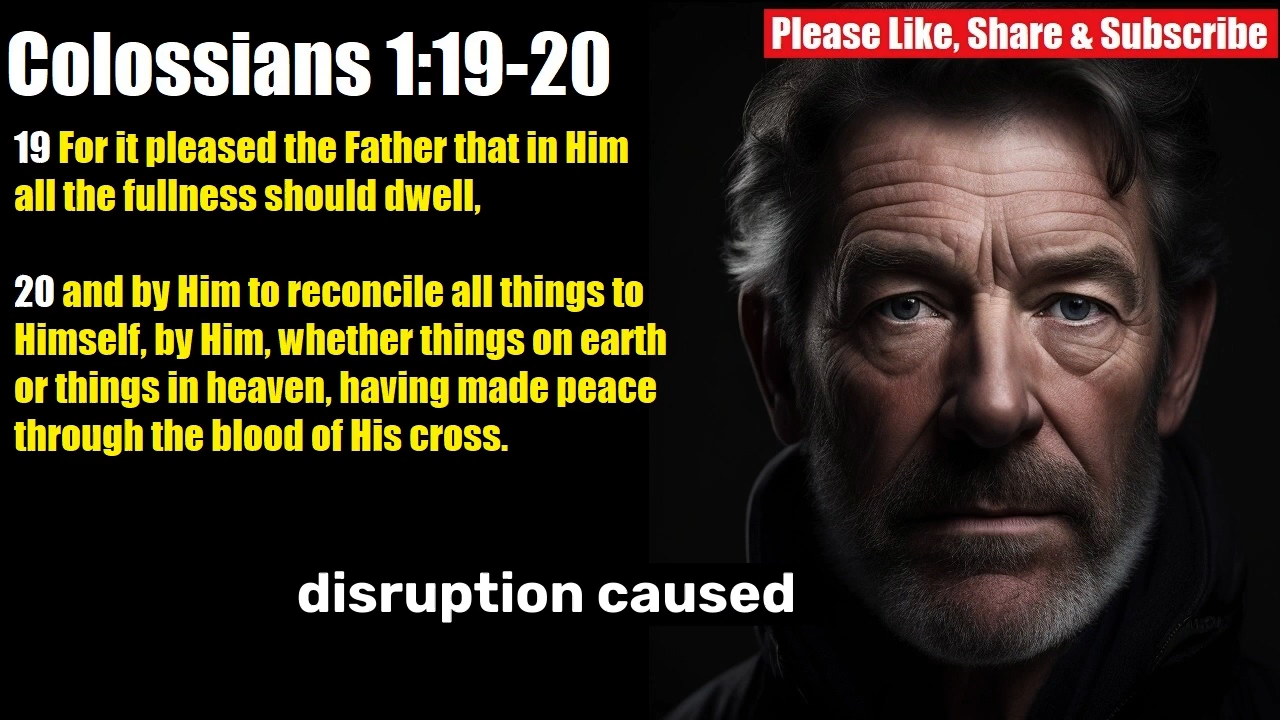 Please Like, Share & Subscribe
Colossians 1:19-20
19 For it pleased the Father that in Him
all the fullness should dwell,
20 and by Him to reconcile all things to
Himself, by Him, whether things on earth
or things in heaven, having made peace
through the blood of His cross.
disruption caused